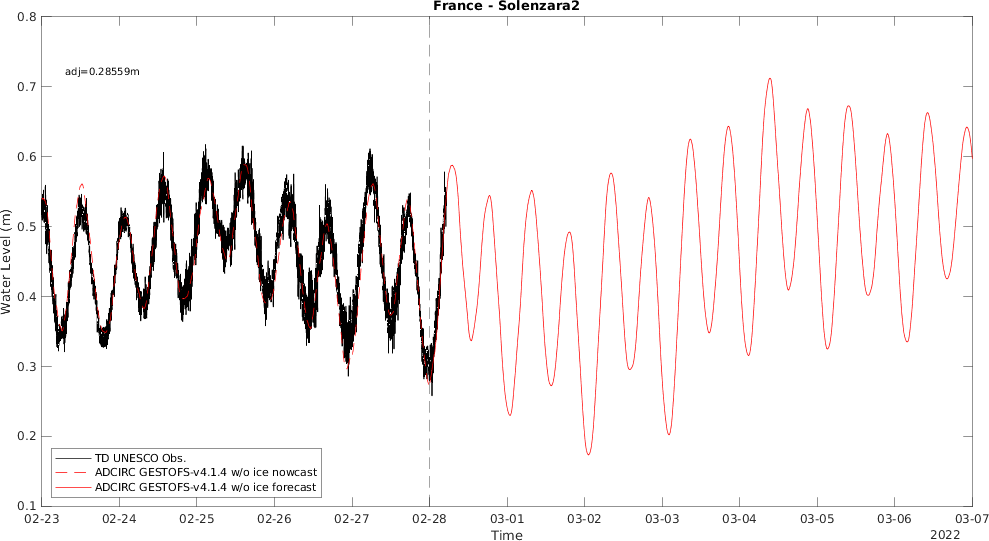 France - Solenzara2
adj=0.28559m
Water Level (m)
0.8
0.7
0.6
0.5
0.4
0.3
0.2
0.1
TD UNESCO Obs.
ADCIRC GESTOFS-v4.1.4 w/o ice nowcast
ADCIRC GESTOFS-v4.1.4 w/o ice forecast
02-23 02-24 02-25 02-26 02-27 02-28 03-01 03-02 03-03 03-04 03-05 03-06 03-07
Time
2022